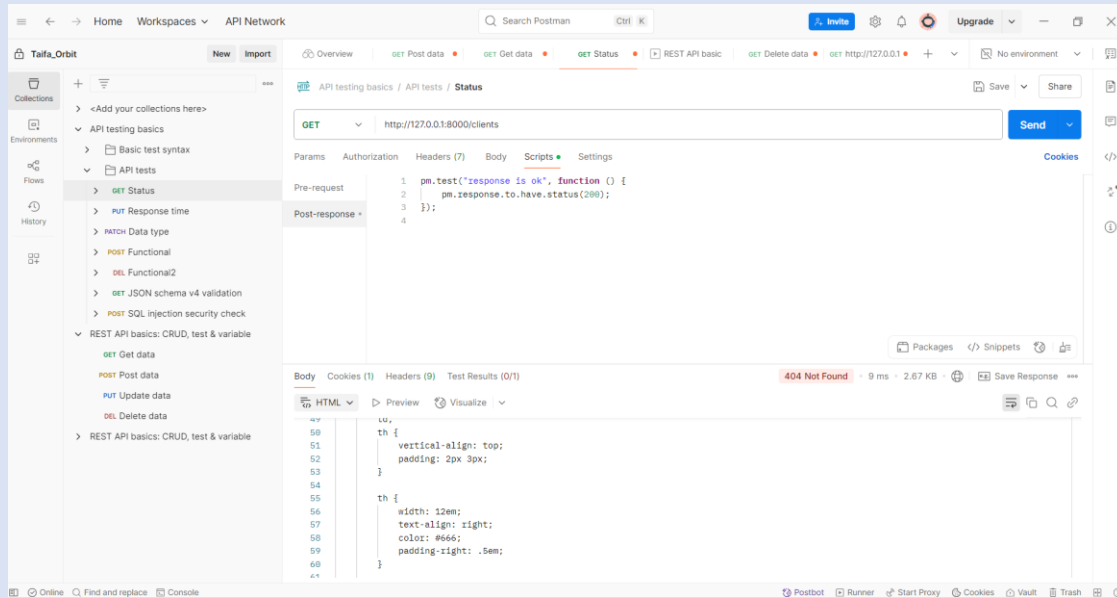 Home Workspaces API Network Search Postman Ctrl K Invite Upgrade
Taifa_Orbit New Import Overview GET Post data GET Get data GET Status REST API basic GET Delete data GET http://127.0.0.1 No environment
Collections
Environments
Flows
History
<Add your collections here>
API testing basics
Basic test syntax
API tests
GET Status
PUT Response time
PATCH Data type
POST Functional
DEL Functional2
GET JSON schema v4 validation
POST SQL injection security check
REST API basics: CRUD, test & variable
GET Get data
POST Post data
PUT Update data
DEL Delete data
REST API basics: CRUD, test & variable
HTTP API testing basics / API tests / Status Save Share
GET http://127.0.0.1:8000/clients Send
Params Authorization Headers (7) Body Scripts Settings Cookies
Pre-request
Post-response
1 pm.test("response is ok", function () {
2 pm.response.to.have.status(200);
3 });
4
Packages </> Snippets
Body Cookies (1) Headers (9) Test Results (0/1) 404 Not Found 9 ms 2.67 KB Save Response
HTML Preview Visualize
49 td,
50 th {
51 vertical-align: top;
52 padding: 2px 3px;
53 }
54
55 th {
56 width: 12em;
57 text-align: right;
58 color: #666;
59 padding-right: .5em;
60 }
61
Online Find and replace Console Postbot Runner Start Proxy Cookies Vault Trash